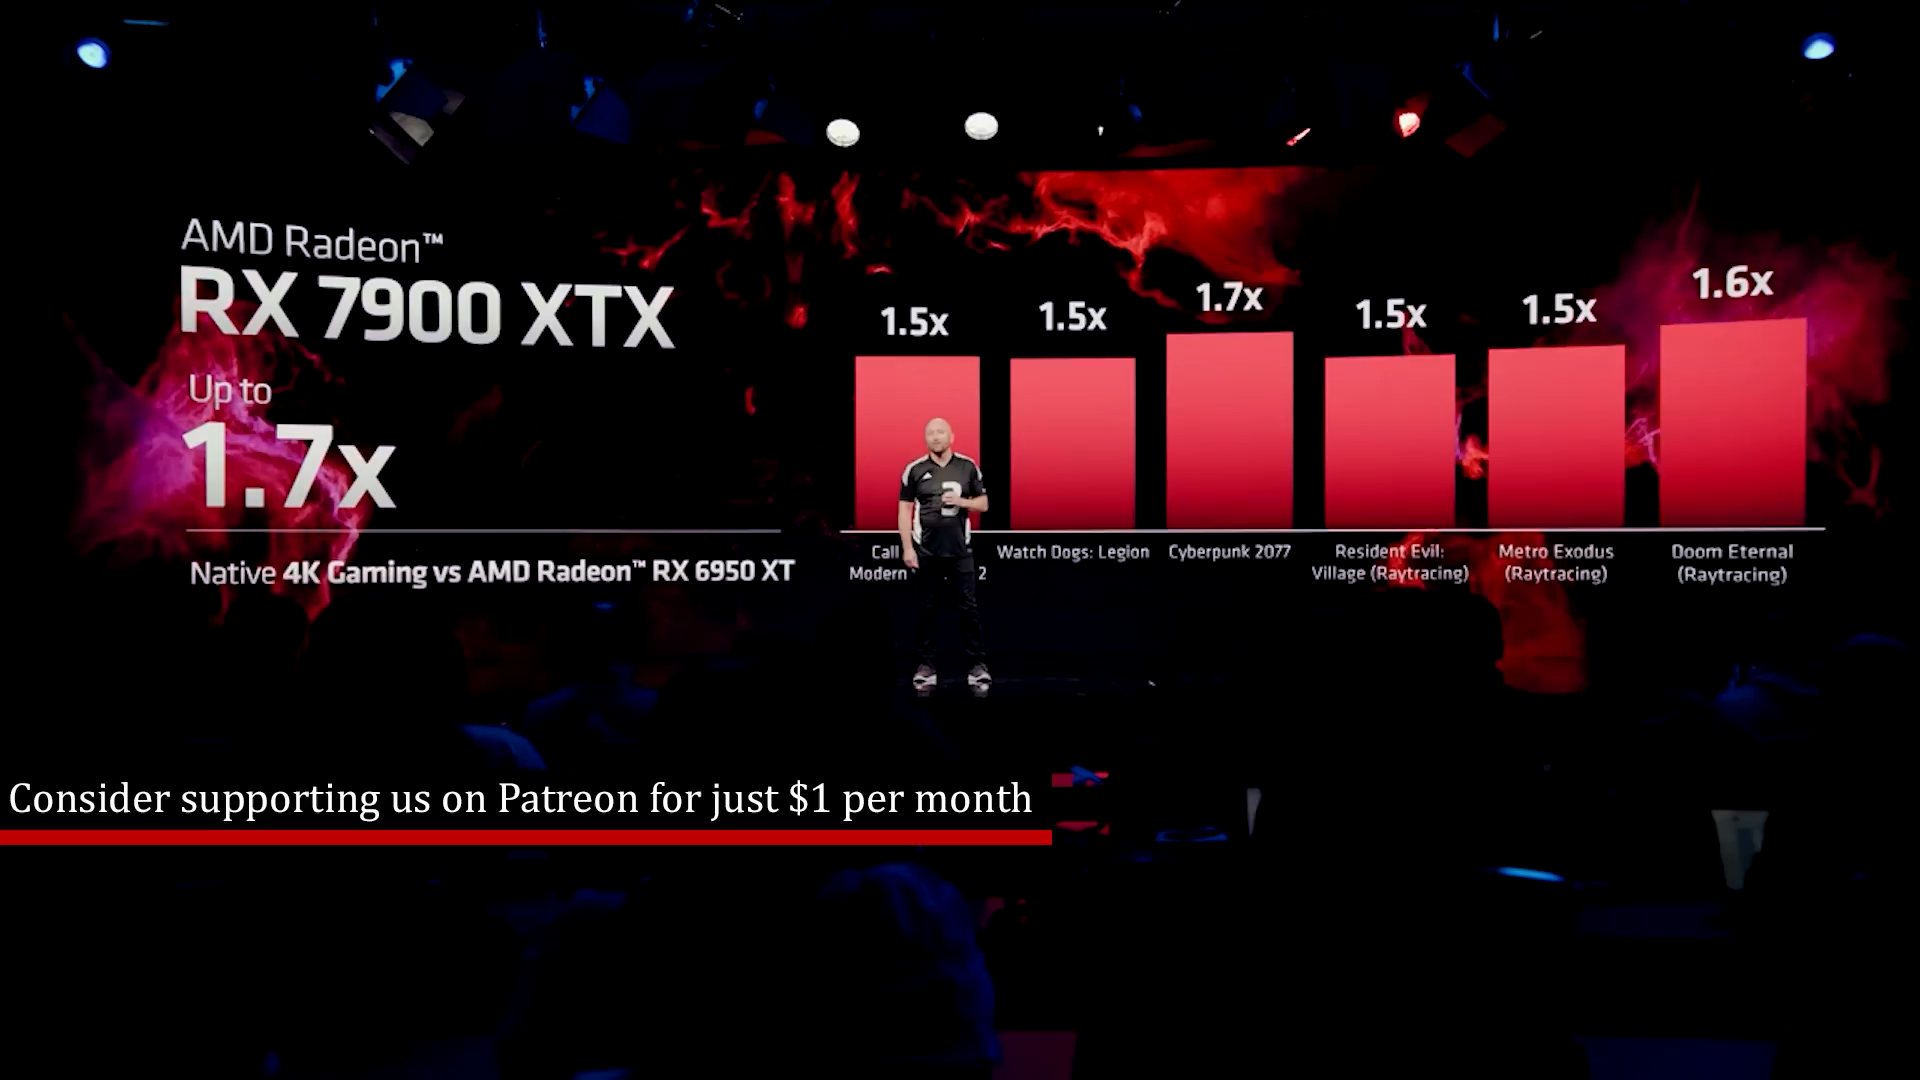 AMD Radeon™
RX 7900 XTX
Up to
1.7x
Native 4K Gaming vs AMD Radeon™ RX 6950 XT
1.5x
1.5x
1.7x
1.5x
1.5x
1.6x
Call
Modern 2
Watch Dogs: Legion
Cyberpunk 2077
Resident Evil:
Village (Raytracing)
Metro Exodus
(Raytracing)
Doom Eternal
(Raytracing)
3
Consider supporting us on Patreon for just $1 per month